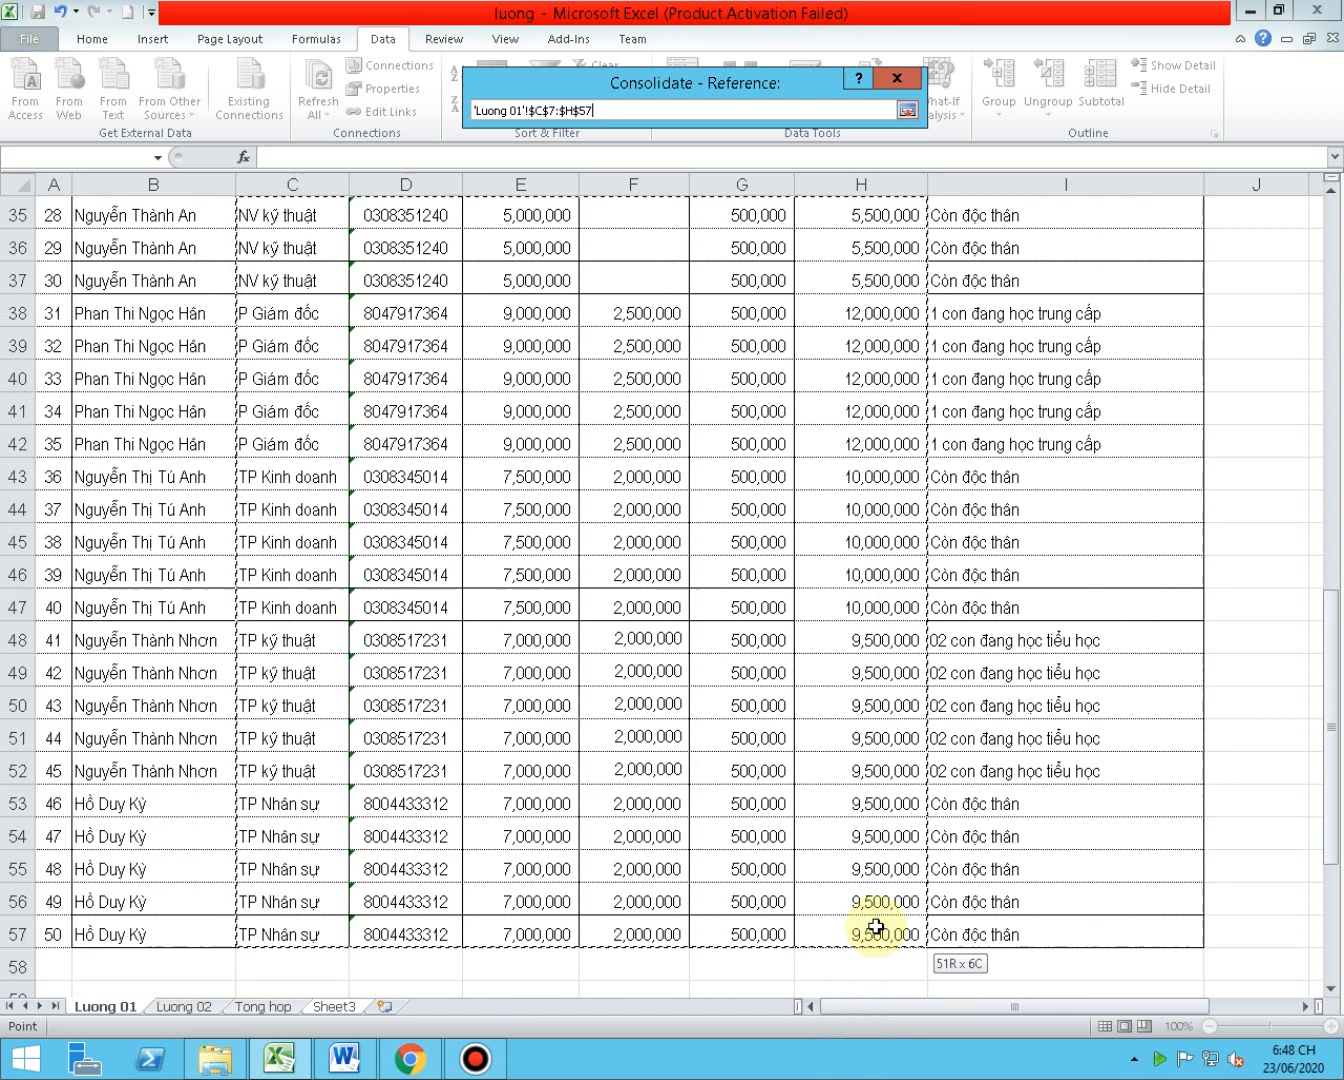 luong - Microsoft Excel (Product Activation Failed)
File Home Insert Page Layout Formulas Data Review View Add-Ins Team
From Access From Web From Text From Other Sources Existing Connections
Get External Data
Refresh All Connections Properties Edit Links
Connections
Clear
Sort & Filter
Data Tools
Group Ungroup Subtotal Show Detail Hide Detail
Outline
Consolidate - Reference:
'Luong 01'!$C$7:$H$57
fx
A B C D E F G H I J
35 28 Nguyễn Thành An NV kỹ thuật 0308351240 5,000,000 500,000 5,500,000 Còn độc thân
36 29 Nguyễn Thành An NV kỹ thuật 0308351240 5,000,000 500,000 5,500,000 Còn độc thân
37 30 Nguyễn Thành An NV kỹ thuật 0308351240 5,000,000 500,000 5,500,000 Còn độc thân
38 31 Phan Thi Ngọc Hân P Giám đốc 8047917364 9,000,000 2,500,000 500,000 12,000,000 1 con đang học trung cấp
39 32 Phan Thi Ngọc Hân P Giám đốc 8047917364 9,000,000 2,500,000 500,000 12,000,000 1 con đang học trung cấp
40 33 Phan Thi Ngọc Hân P Giám đốc 8047917364 9,000,000 2,500,000 500,000 12,000,000 1 con đang học trung cấp
41 34 Phan Thi Ngọc Hân P Giám đốc 8047917364 9,000,000 2,500,000 500,000 12,000,000 1 con đang học trung cấp
42 35 Phan Thi Ngọc Hân P Giám đốc 8047917364 9,000,000 2,500,000 500,000 12,000,000 1 con đang học trung cấp
43 36 Nguyễn Thị Tú Anh TP Kinh doanh 0308345014 7,500,000 2,000,000 500,000 10,000,000 Còn độc thân
44 37 Nguyễn Thị Tú Anh TP Kinh doanh 0308345014 7,500,000 2,000,000 500,000 10,000,000 Còn độc thân
45 38 Nguyễn Thị Tú Anh TP Kinh doanh 0308345014 7,500,000 2,000,000 500,000 10,000,000 Còn độc thân
46 39 Nguyễn Thị Tú Anh TP Kinh doanh 0308345014 7,500,000 2,000,000 500,000 10,000,000 Còn độc thân
47 40 Nguyễn Thị Tú Anh TP Kinh doanh 0308345014 7,500,000 2,000,000 500,000 10,000,000 Còn độc thân
48 41 Nguyễn Thành Nhơn TP kỹ thuật 0308517231 7,000,000 2,000,000 500,000 9,500,000 02 con đang học tiểu học
49 42 Nguyễn Thành Nhơn TP kỹ thuật 0308517231 7,000,000 2,000,000 500,000 9,500,000 02 con đang học tiểu học
50 43 Nguyễn Thành Nhơn TP kỹ thuật 0308517231 7,000,000 2,000,000 500,000 9,500,000 02 con đang học tiểu học
51 44 Nguyễn Thành Nhơn TP kỹ thuật 0308517231 7,000,000 2,000,000 500,000 9,500,000 02 con đang học tiểu học
52 45 Nguyễn Thành Nhơn TP kỹ thuật 0308517231 7,000,000 2,000,000 500,000 9,500,000 02 con đang học tiểu học
53 46 Hồ Duy Kỳ TP Nhân sự 8004433312 7,000,000 2,000,000 500,000 9,500,000 Còn độc thân
54 47 Hồ Duy Kỳ TP Nhân sự 8004433312 7,000,000 2,000,000 500,000 9,500,000 Còn độc thân
55 48 Hồ Duy Kỳ TP Nhân sự 8004433312 7,000,000 2,000,000 500,000 9,500,000 Còn độc thân
56 49 Hồ Duy Kỳ TP Nhân sự 8004433312 7,000,000 2,000,000 500,000 9,500,000 Còn độc thân
57 50 Hồ Duy Kỳ TP Nhân sự 8004433312 7,000,000 2,000,000 500,000 9,500,000 Còn độc thân
58
51R x 6C
Luong 01 Luong 02 Tong hop Sheet3
Point 100%
6:48 CH
23/06/2020